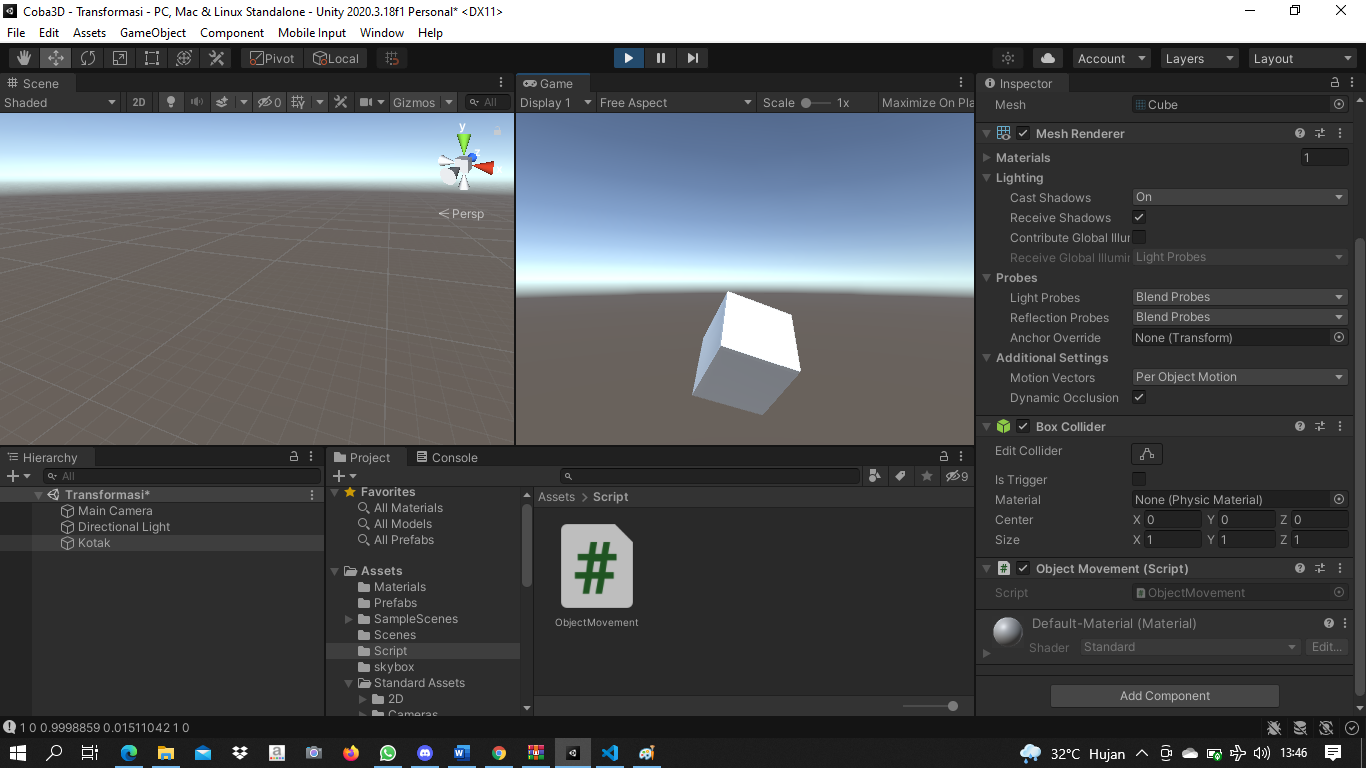 Coba3D - Transformasi - PC, Mac & Linux Standalone - Unity 2020.3.18f1 Personal* <DX11>
File Edit Assets GameObject Component Mobile Input Window Help
Pivot Local Account Layers Layout
Scene
Shaded 2D 0 Gizmos All
y
Persp
Game
Display 1 Free Aspect Scale 1x Maximize On Pla
Inspector
Mesh Cube
Mesh Renderer
Materials 1
Lighting
Cast Shadows On
Receive Shadows
Contribute Global Illur
Receive Global Illumir Light Probes
Probes
Light Probes Blend Probes
Reflection Probes Blend Probes
Anchor Override None (Transform)
Additional Settings
Motion Vectors Per Object Motion
Dynamic Occlusion
Box Collider
Edit Collider
Is Trigger
Material None (Physic Material)
Center X 0 Y 0 Z 0
Size X 1 Y 1 Z 1
Object Movement (Script)
Script ObjectMovement
Default-Material (Material)
Shader Standard Edit...
Add Component
Hierarchy
All
Transformasi*
Main Camera
Directional Light
Kotak
Project Console
9
Favorites
All Materials
All Models
All Prefabs
Assets
Materials
Prefabs
SampleScenes
Scenes
Script
skybox
Standard Assets
2D
Cameras
Assets > Script
#
ObjectMovement
1 0 0.9998859 0.01511042 1 0
32°C Hujan 13:46